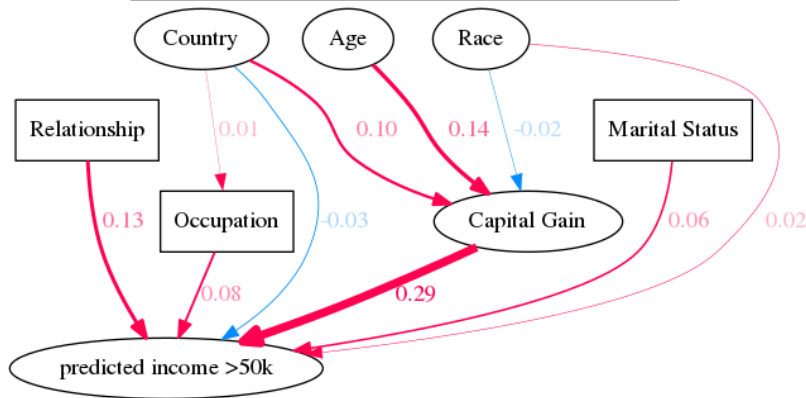 Country
Age
Race
Relationship
0.01
0.10
0.14
-0.02
Marital Status
0.13
Occupation
-0.03
Capital Gain
0.06
0.02
0.08
0.29
predicted income >50k